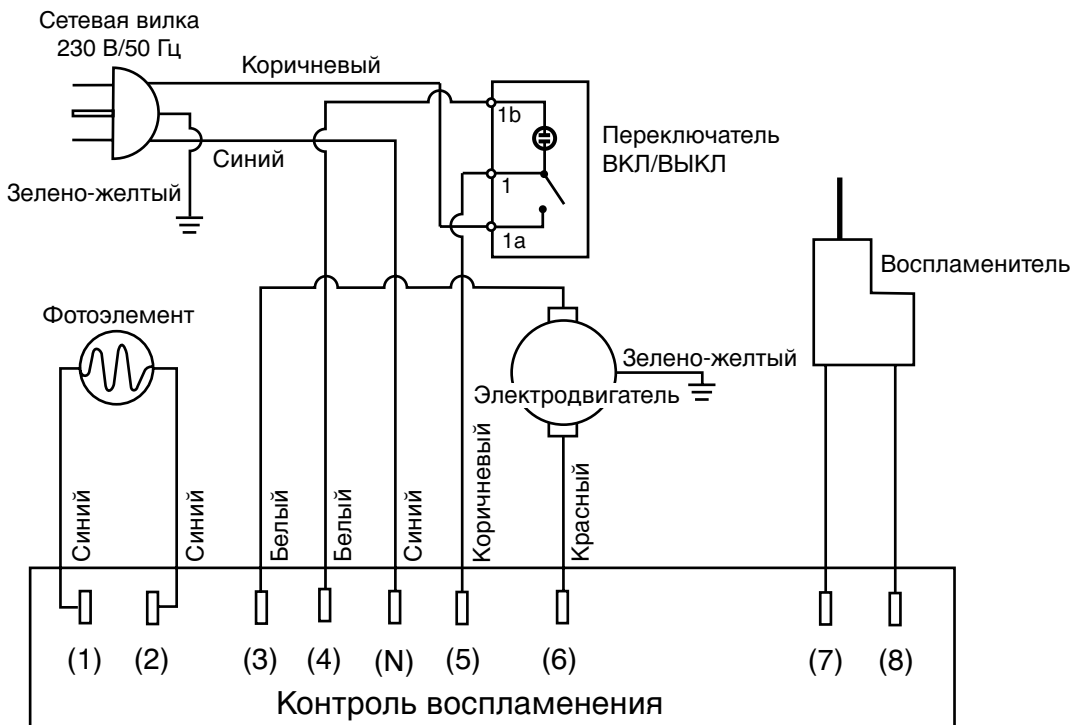 Сетевая вилка
230 В/50 Гц
Коричневый
1b
Переключатель
ВКЛ/ВЫКЛ
Синий
1
Зелено-желтый
1a
Воспламенитель
Фотоэлемент
Зелено-желтый
Электродвигатель
Синий
Синий
Белый
Белый
Синий
Коричневый
Красный
(1) (2) (3) (4) (N) (5) (6) (7) (8)
Контроль воспламенения